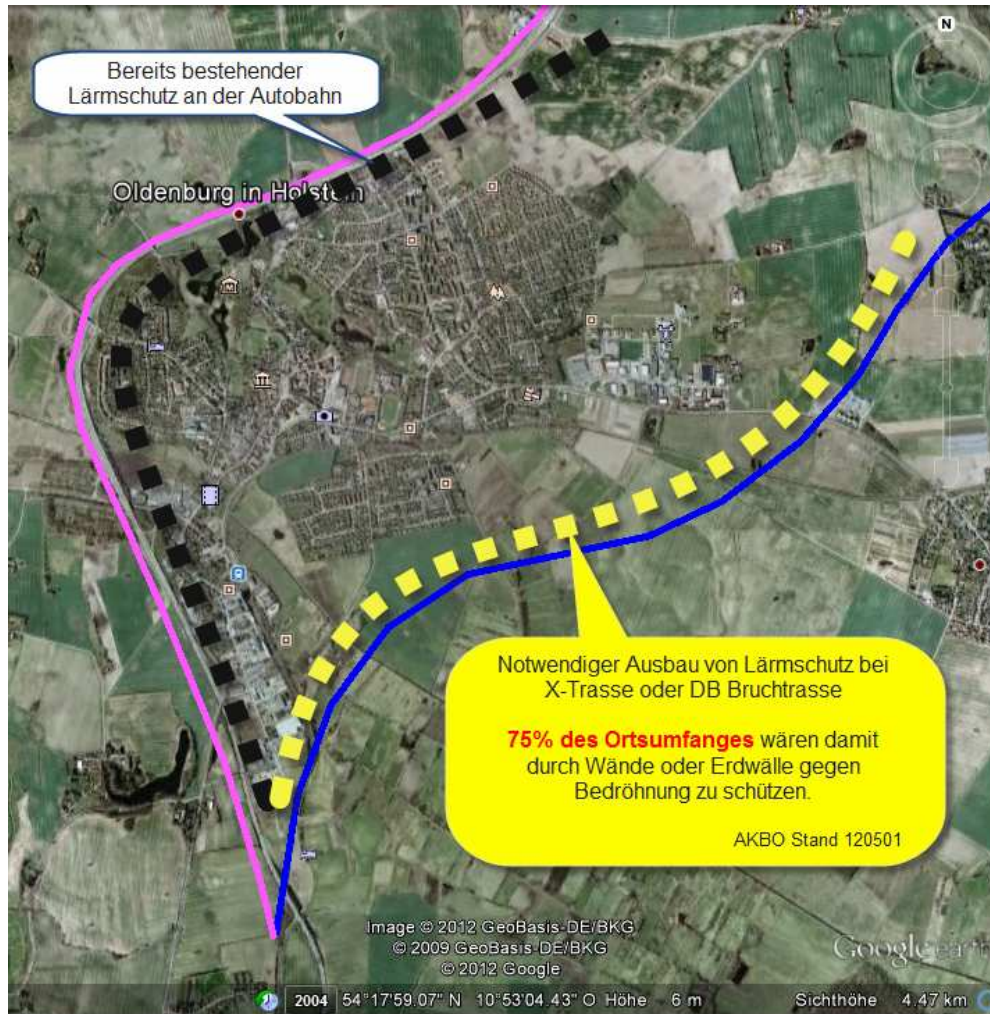 N
Bereits bestehender
Lärmschutz an der Autobahn
Oldenburg in Holstein
M
Notwendiger Ausbau von Lärmschutz bei
X-Trasse oder DB Bruchtrasse
75% des Ortsumfanges wären damit
durch Wände oder Erdwälle gegen
Bedröhnung zu schützen.
AKBO Stand 120501
Image © 2012 GeoBasis-DE/BKG
© 2009 GeoBasis-DE/BKG
© 2012 Google
Google earth
2004 54°17'59.07" N 10°53'04.43" O Höhe 6 m Sichthöhe 4.47 km